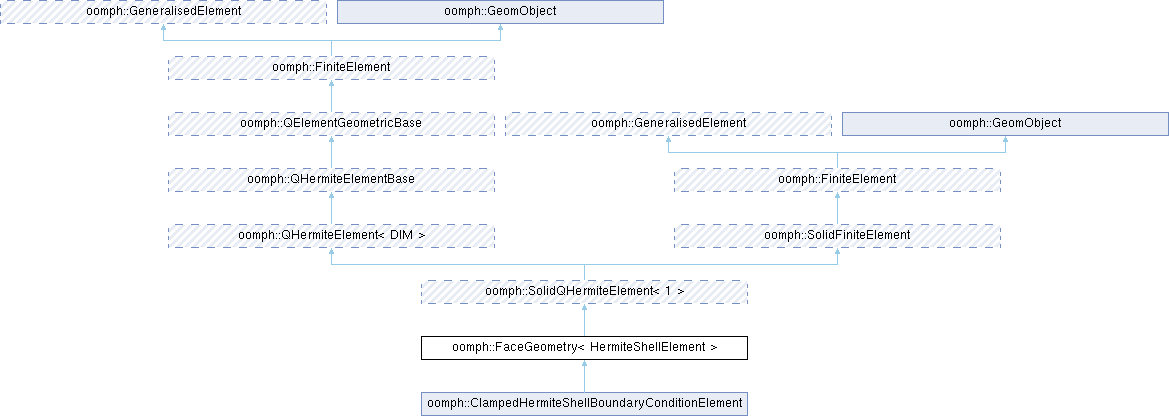 oomph::GeneralisedElement
oomph::GeomObject
oomph::FiniteElement
oomph::QElementGeometricBase
oomph::GeneralisedElement
oomph::GeomObject
oomph::QHermiteElementBase
oomph::FiniteElement
oomph::QHermiteElement< DIM >
oomph::SolidFiniteElement
oomph::SolidQHermiteElement< 1 >
oomph::FaceGeometry< HermiteShellElement >
oomph::ClampedHermiteShellBoundaryConditionElement